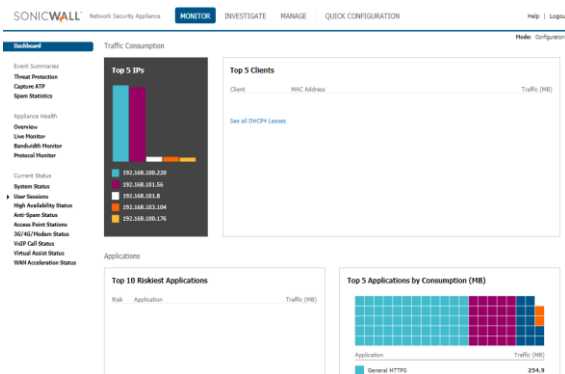 SONICWALL Network Security Appliance MONITOR INVESTIGATE MANAGE QUICK CONFIGURATION Help | Logou
Mode: Configuration
Dashboard
Event Summaries
Threat Protection
Capture ATP
Spam Statistics
Appliance Health
Overview
Live Monitor
Bandwidth Monitor
Protocol Monitor
Current Status
System Status
User Sessions
High Availability Status
Anti-Spam Status
Access Point Stations
3G/4G/Modem Status
VoIP Call Status
Virtual Assist Status
WAN Acceleration Status
Traffic Consumption
Top 5 IPs
192.168.100.220
192.168.101.56
192.168.101.8
192.168.103.104
192.168.100.176
Top 5 Clients
Client MAC Address Traffic (MB)
See all DHCP4 Leases
Applications
Top 10 Riskiest Applications
Risk Application Traffic (MB)
Top 5 Applications by Consumption (MB)
Application Traffic (MB)
General HTTPS 254.9